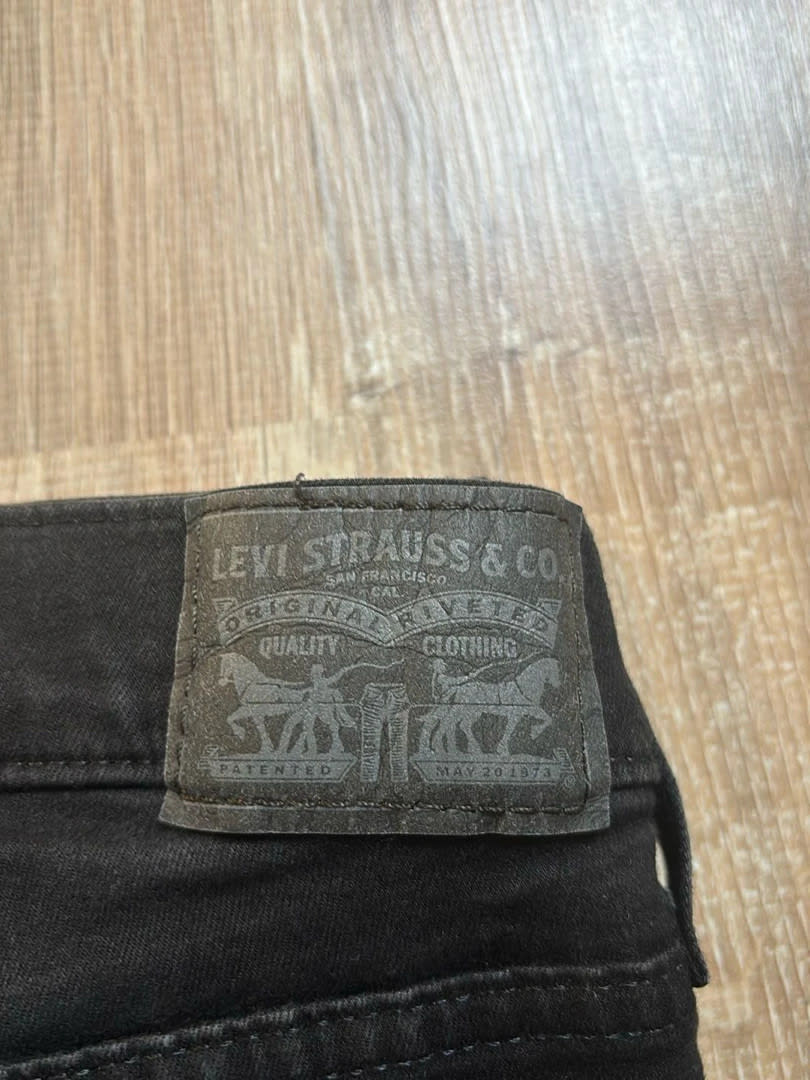 LEVI STRAUSS & CO.
SAN FRANCISCO
CAL.
ORIGINAL RIVETED
QUALITY CLOTHING
PATENTED MAY 20 1873
®